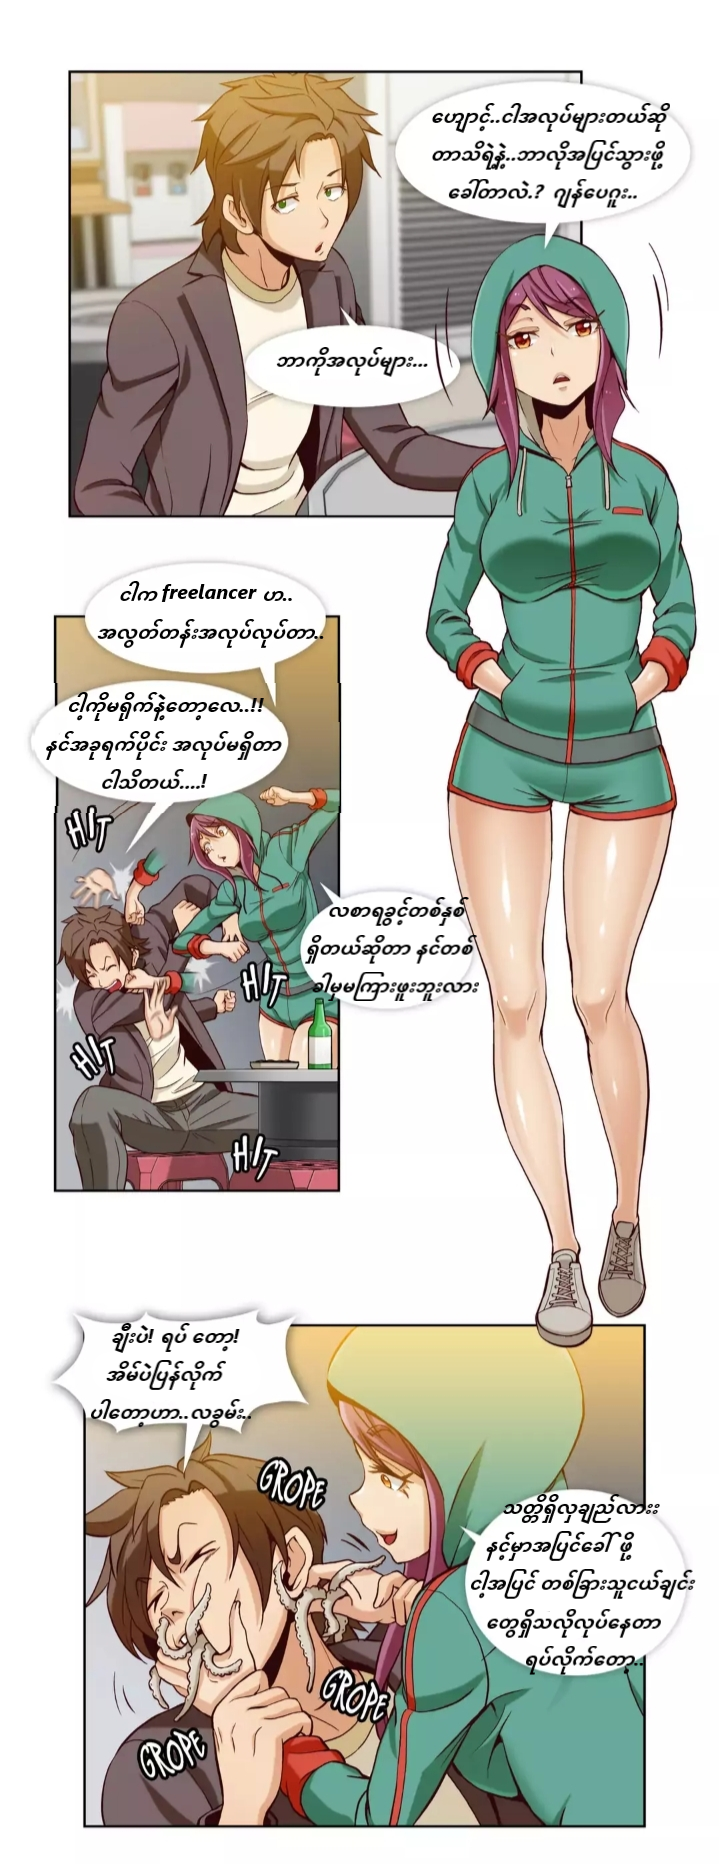 ဟျောင့်..ငါအလုပ်များတယ်ဆို
တာသိရဲ့နဲ့..ဘာလိုအပြင်သွားဖို့
ခေါ်တာလဲ.? ဂျန်ပေဂူး..
ဘာကိုအလုပ်များ...
ငါက freelancer ဟ..
အလွတ်တန်းအလုပ်လုပ်တာ..
ငါ့ကိုမရိုက်နဲ့တော့လေ..!!
နင်အခုရက်ပိုင်း အလုပ်မရှိတာ
ငါသိတယ်....!
HIT
လစာရခွင့်တစ်နှစ်
ရှိတယ်ဆိုတာ နင်တစ်
ခါမှမကြားဖူးဘူးလား
HIT
HIT
HIT
ချီးပဲ! ရပ် တော့!
အိမ်ပဲပြန်လိုက်
ပါတော့ဟာ..လခွမ်း..
GROPE
သတ္တိရှိလှချည်လားး
နင့်မှာအပြင်ခေါ် ဖို့
ငါ့အပြင် တစ်ခြားသူငယ်ချင်း
တွေရှိသလိုလုပ်နေတာ
ရပ်လိုက်တော့..
GROPE
GROPE